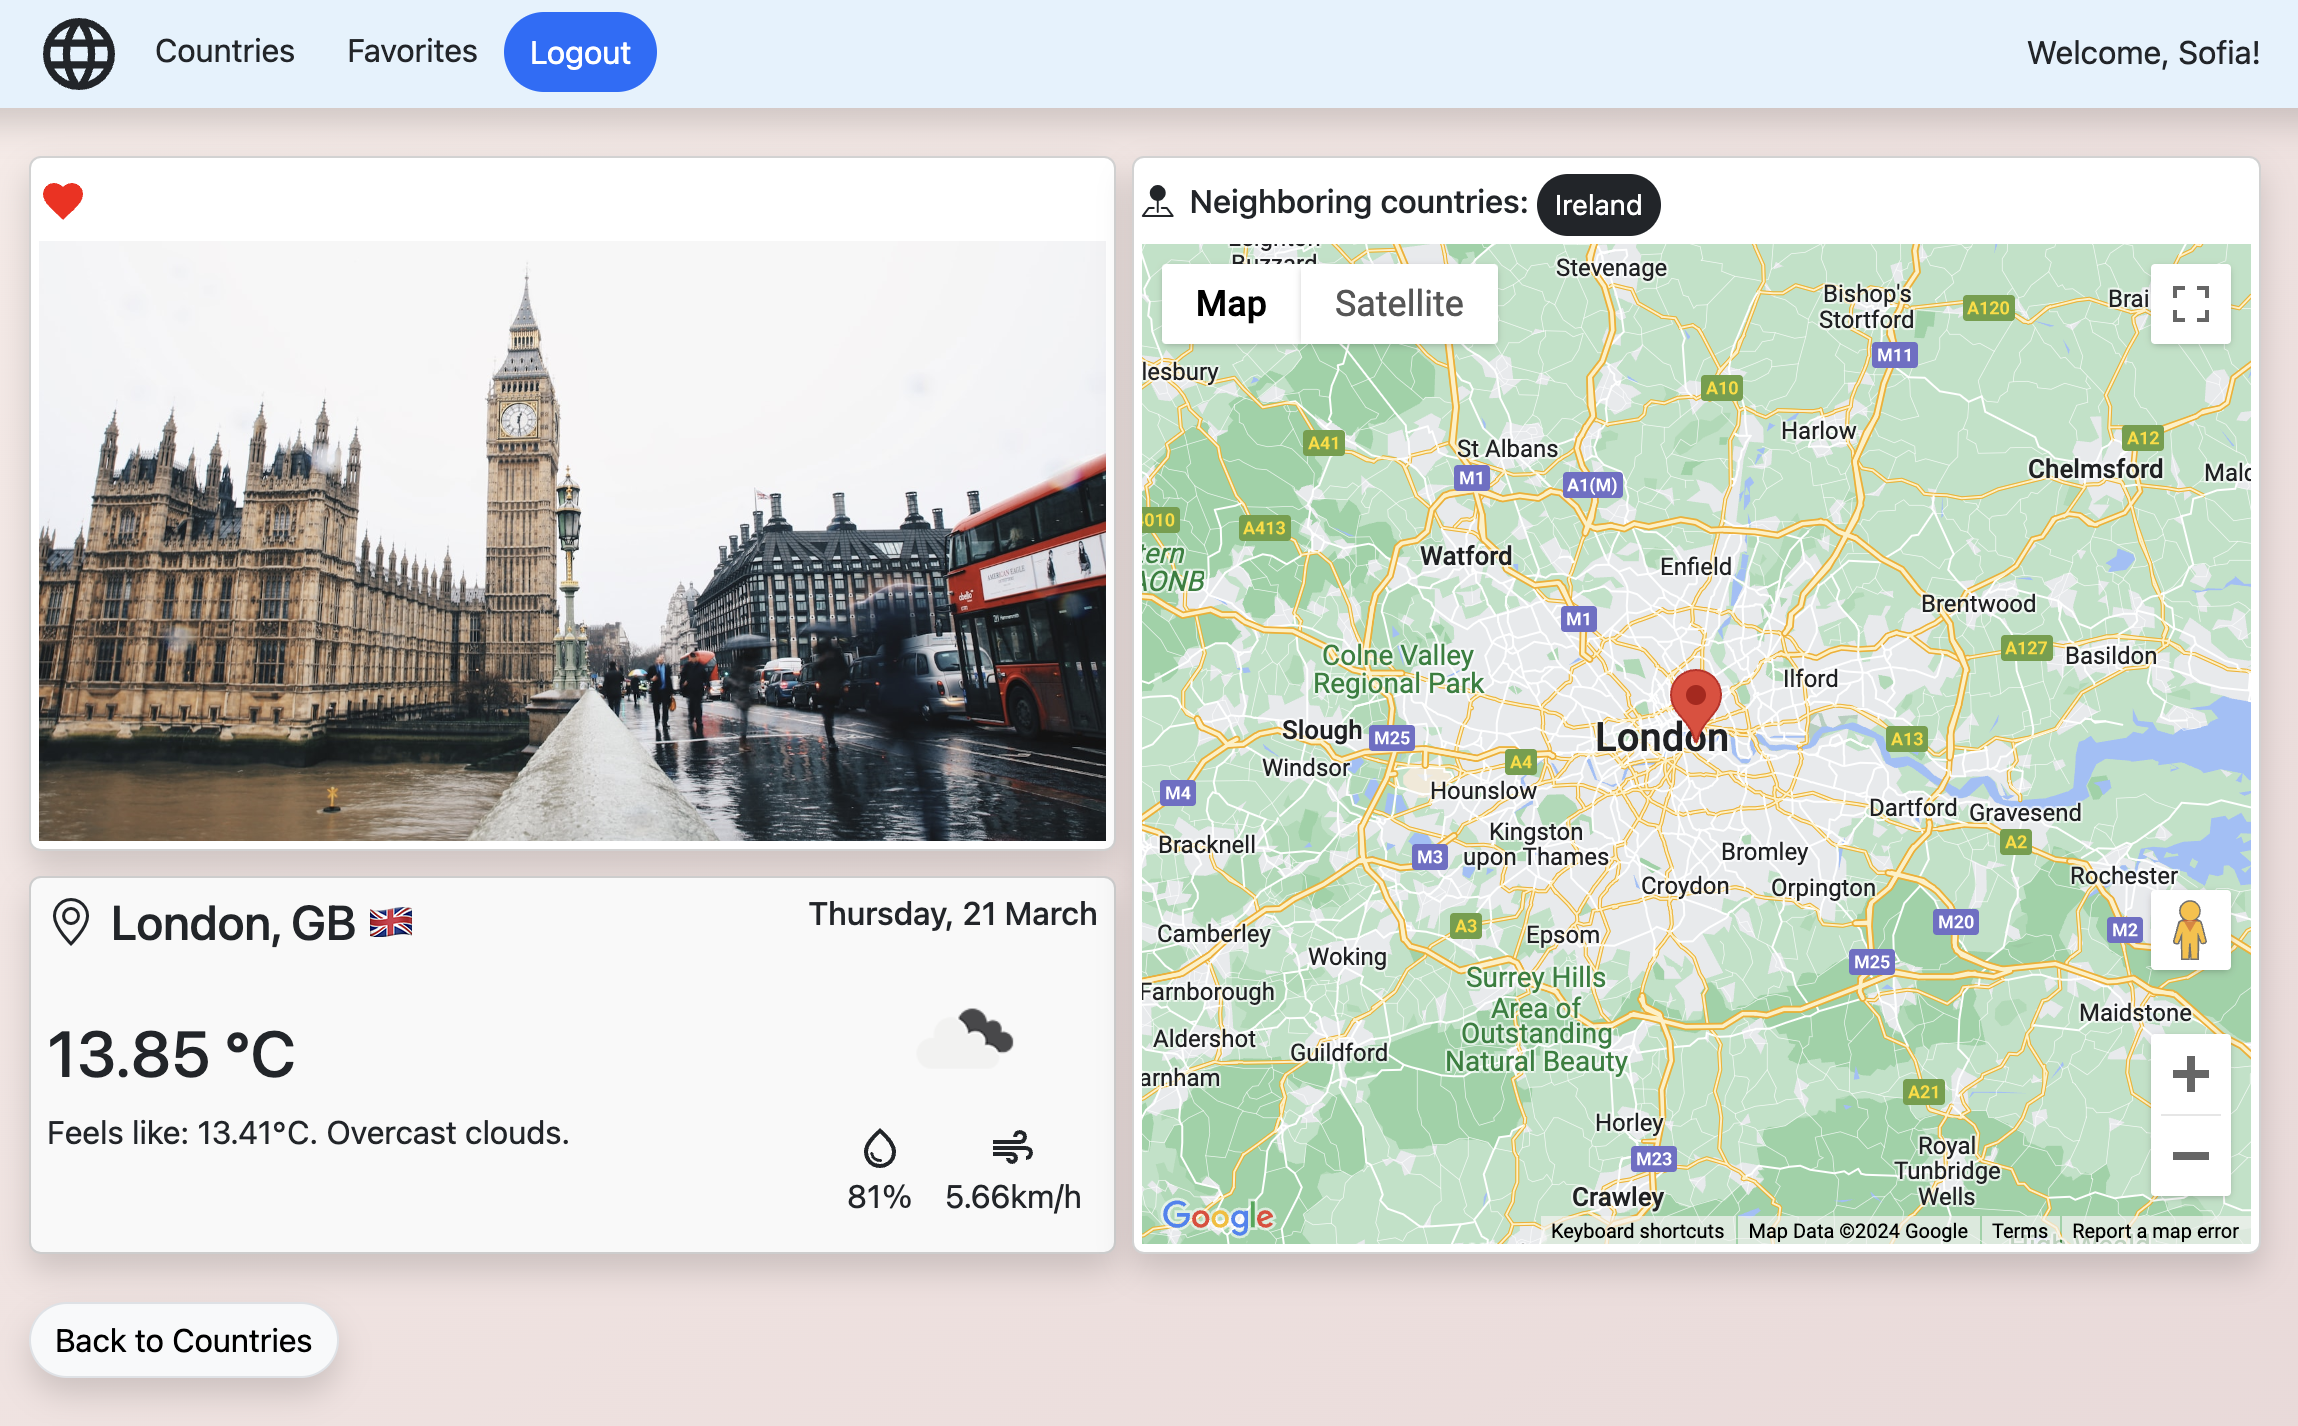 Countries
Favorites
Logout
Welcome, Sofia!
Neighboring countries: Ireland
Map
Satellite
Stevenage
Bishop's
Stortford
A120
Brai
M11
lesbury
A10
A41
St Albans
Harlow
A12
M1
A1(M)
Chelmsford
Mald
A413
tern
AONB
Watford
Enfield
Brentwood
M1
A127
Basildon
Colne Valley
Regional Park
Ilford
Slough
M25
London
A13
Windsor
A4
M4
Hounslow
Dartford
Gravesend
Kingston
upon Thames
Bracknell
M3
Bromley
A2
Croydon
Orpington
Rochester
A3
M20
M2
Camberley
Epsom
Woking
M25
Surrey Hills
Area of
Outstanding
Natural Beauty
Farnborough
Maidstone
Aldershot
Guildford
arnham
A21
Horley
M23
Royal
Tunbridge
Wells
Crawley
Google
Keyboard shortcuts
Map Data ©2024 Google
Terms
Report a map error
London, GB
Thursday, 21 March
13.85 °C
Feels like: 13.41°C. Overcast clouds.
81%
5.66km/h
Back to Countries